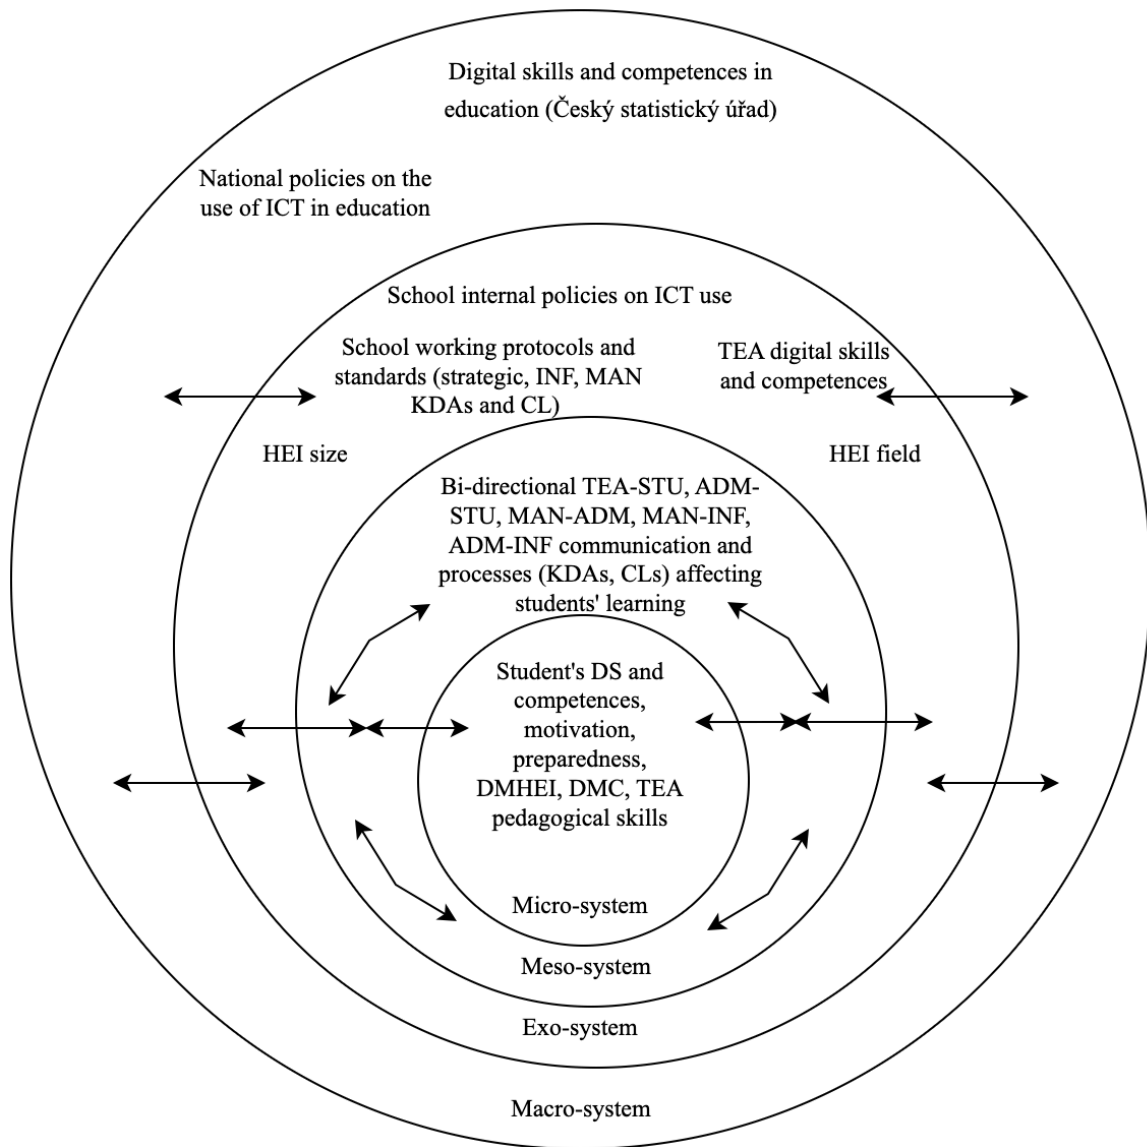 Digital skills and competences in
education (Český statistický úřad)
National policies on the
use of ICT in education
School internal policies on ICT use
School working protocols and
standards (strategic, INF, MAN
KDAs and CL)
TEA digital skills
and competences
HEI size
HEI field
Bi-directional TEA-STU, ADM-
STU, MAN-ADM, MAN-INF,
ADM-INF communication and
processes (KDAs, CLs) affecting
students' learning
Student's DS and
competences,
motivation,
preparedness,
DMHEI, DMC, TEA
pedagogical skills
Micro-system
Meso-system
Exo-system
Macro-system